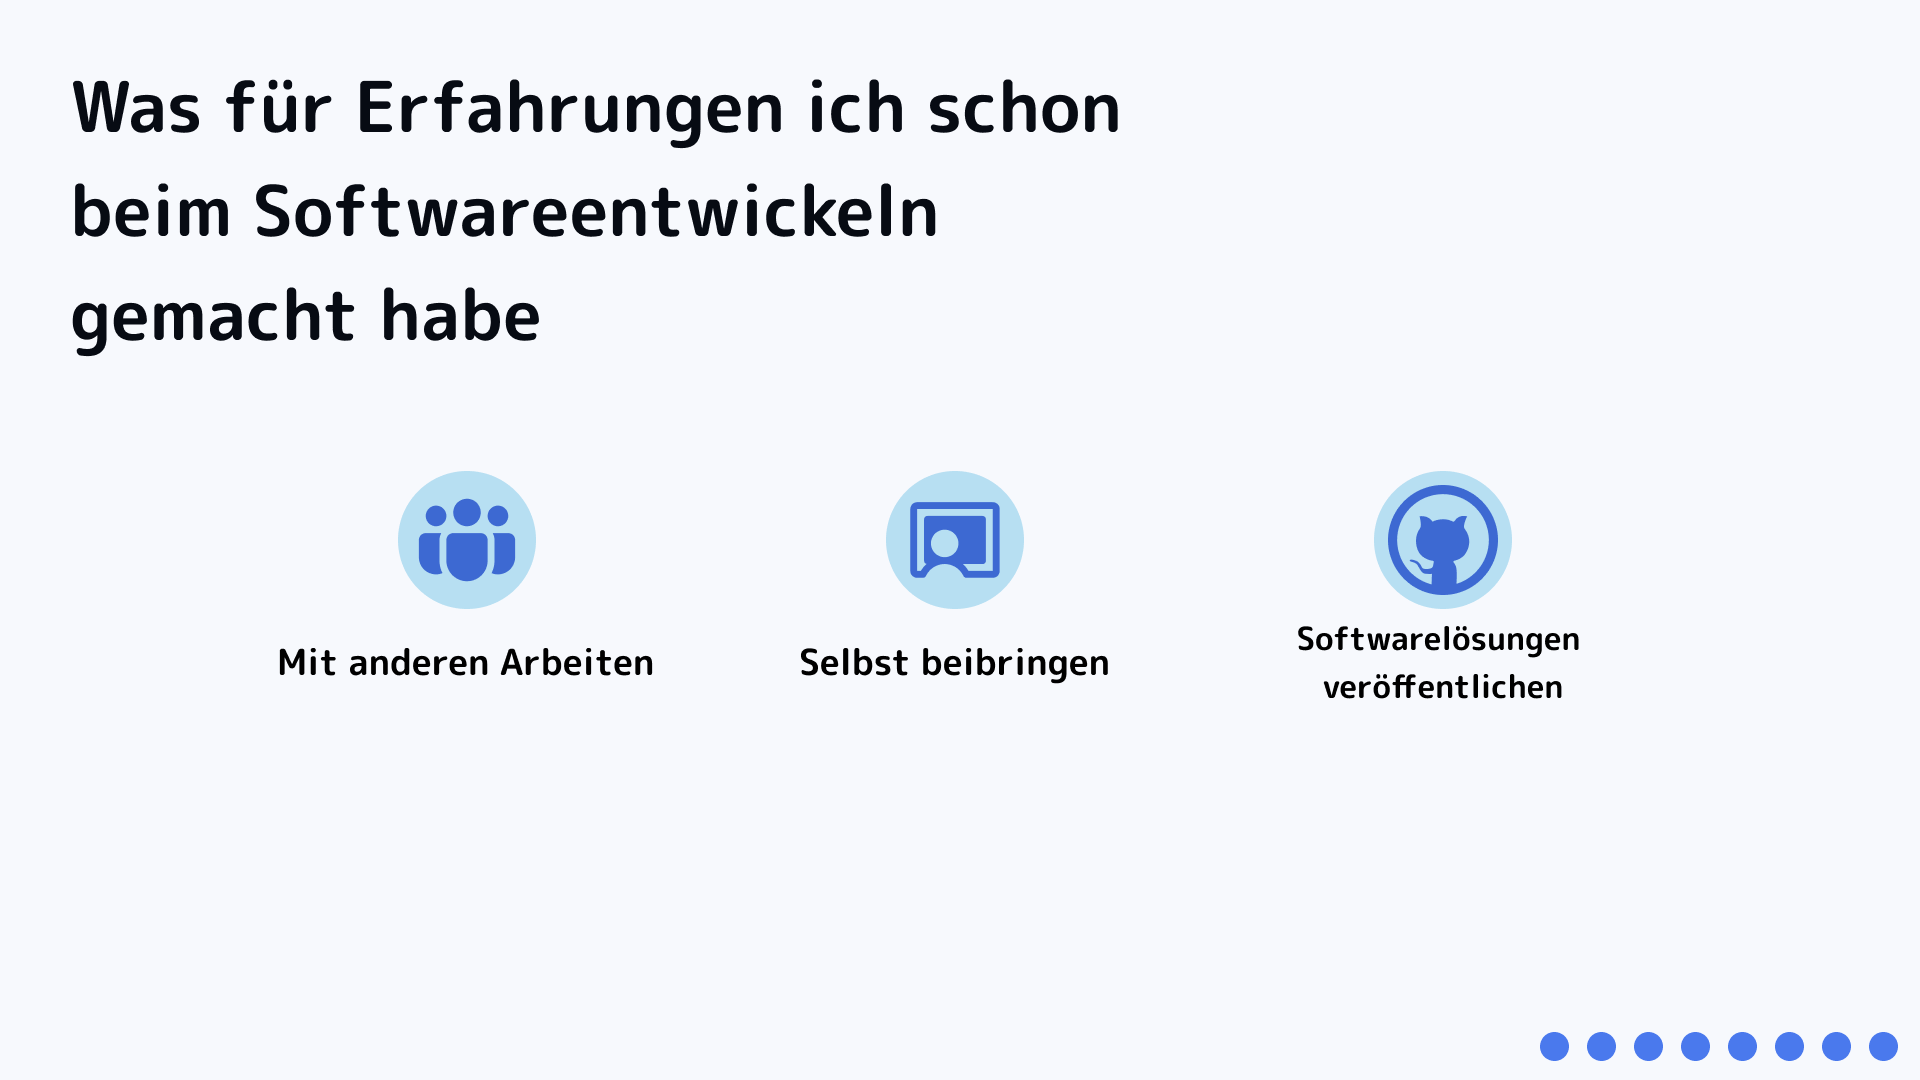 Was für Erfahrungen ich schon
beim Softwareentwickeln
gemacht habe
Mit anderen Arbeiten
Selbst beibringen
Softwarelösungen
veröffentlichen